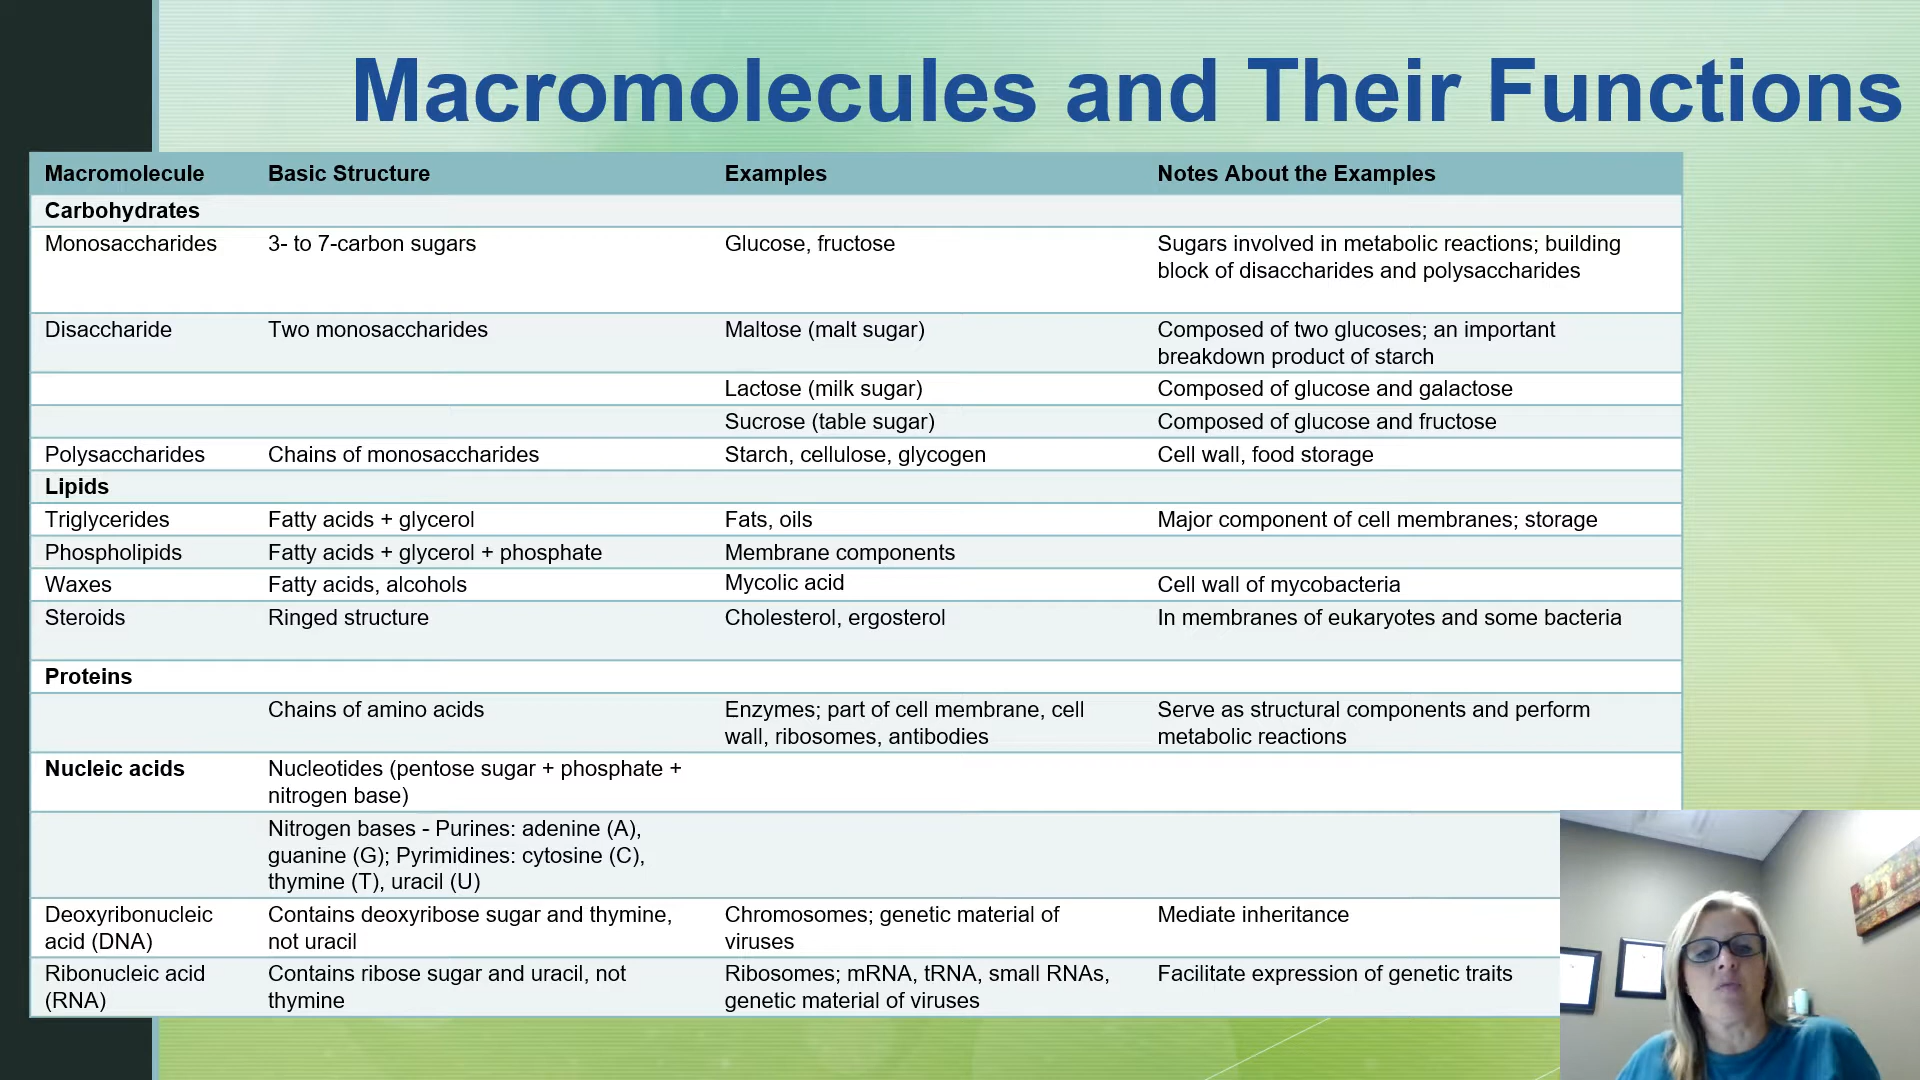 Macromolecules and Their Functions
Macromolecule Basic Structure Examples Notes About the Examples
Carbohydrates
Monosaccharides 3- to 7-carbon sugars Glucose, fructose Sugars involved in metabolic reactions; building
block of disaccharides and polysaccharides
Disaccharide Two monosaccharides Maltose (malt sugar) Composed of two glucoses; an important
breakdown product of starch
Lactose (milk sugar) Composed of glucose and galactose
Sucrose (table sugar) Composed of glucose and fructose
Polysaccharides Chains of monosaccharides Starch, cellulose, glycogen Cell wall, food storage
Lipids
Triglycerides Fatty acids + glycerol Fats, oils Major component of cell membranes; storage
Phospholipids Fatty acids + glycerol + phosphate Membrane components
Waxes Fatty acids, alcohols Mycolic acid Cell wall of mycobacteria
Steroids Ringed structure Cholesterol, ergosterol In membranes of eukaryotes and some bacteria
Proteins
Chains of amino acids Enzymes; part of cell membrane, cell Serve as structural components and perform
wall, ribosomes, antibodies metabolic reactions
Nucleic acids Nucleotides (pentose sugar + phosphate +
nitrogen base)
Nitrogen bases - Purines: adenine (A),
guanine (G); Pyrimidines: cytosine (C),
thymine (T), uracil (U)
Deoxyribonucleic Contains deoxyribose sugar and thymine, Chromosomes; genetic material of Mediate inheritance
acid (DNA) not uracil viruses
Ribonucleic acid Contains ribose sugar and uracil, not Ribosomes; mRNA, tRNA, small RNAs, Facilitate expression of genetic traits
(RNA) thymine genetic material of viruses